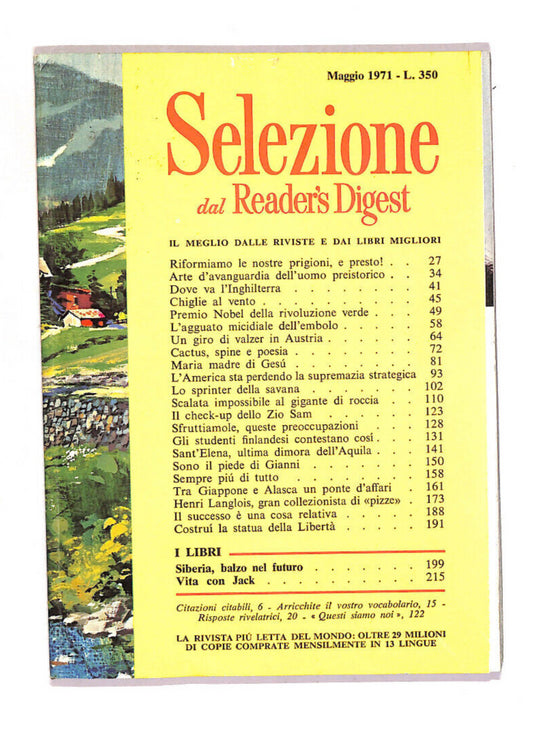 Maggio 1971 - L. 350
Selezione
dal Reader's Digest
IL MEGLIO DALLE RIVISTE E DAI LIBRI MIGLIORI
Riformiamo le nostre prigioni, e presto! . . 27
Arte d'avanguardia dell'uomo preistorico . . 34
Dove va l'Inghilterra . . . . . . . . . 41
Chiglie al vento . . . . . . . . . . . 45
Premio Nobel della rivoluzione verde . . . 49
L'agguato micidiale dell'embolo . . . . . 58
Un giro di valzer in Austria . . . . . . . 64
Cactus, spine e poesia . . . . . . . . . 72
Maria madre di Gesú . . . . . . . . . 81
L'America sta perdendo la supremazia strategica 93
Lo sprinter della savana . . . . . . . . 102
Scalata impossibile al gigante di roccia . . . 110
Il check-up dello Zio Sam . . . . . . . 123
Sfruttiamole, queste preoccupazioni . . . . 128
Gli studenti finlandesi contestano cosí . . . 131
Sant'Elena, ultima dimora dell'Aquila . . . 141
Sono il piede di Gianni . . . . . . . . 150
Sempre piú di tutto . . . . . . . . . 158
Tra Giappone e Alasca un ponte d'affari . 161
Henri Langlois, gran collezionista di «pizze» . 173
Il successo è una cosa relativa . . . . . . 188
Costruí la statua della Libertà . . . . . 191
I LIBRI
Siberia, balzo nel futuro . . . . . . . 199
Vita con Jack . . . . . . . . . . . 215
Citazioni citabili, 6 - Arricchite il vostro vocabolario, 15 -
Risposte rivelatrici, 20 - « Questi siamo noi », 122
LA RIVISTA PIÚ LETTA DEL MONDO: OLTRE 29 MILIONI
DI COPIE COMPRATE MENSILMENTE IN 13 LINGUE